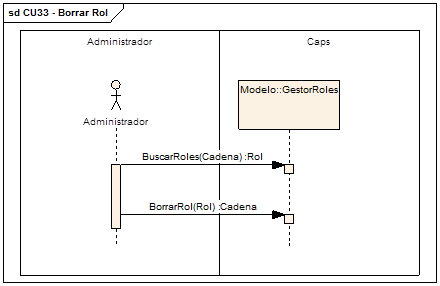 sd CU33 - Borrar Rol
Administrador
Caps
Modelo::GestorRoles
Administrador
BuscarRoles(Cadena) :Rol
BorrarRol(Rol) :Cadena